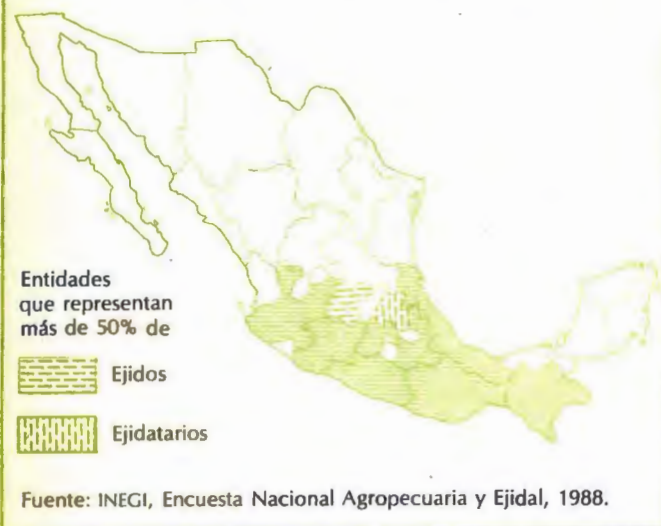 Entidades
que representan
más de 50% de
Ejidos
Ejidatarios
Fuente: INEGI, Encuesta Nacional Agropecuaria y Ejidal, 1988.